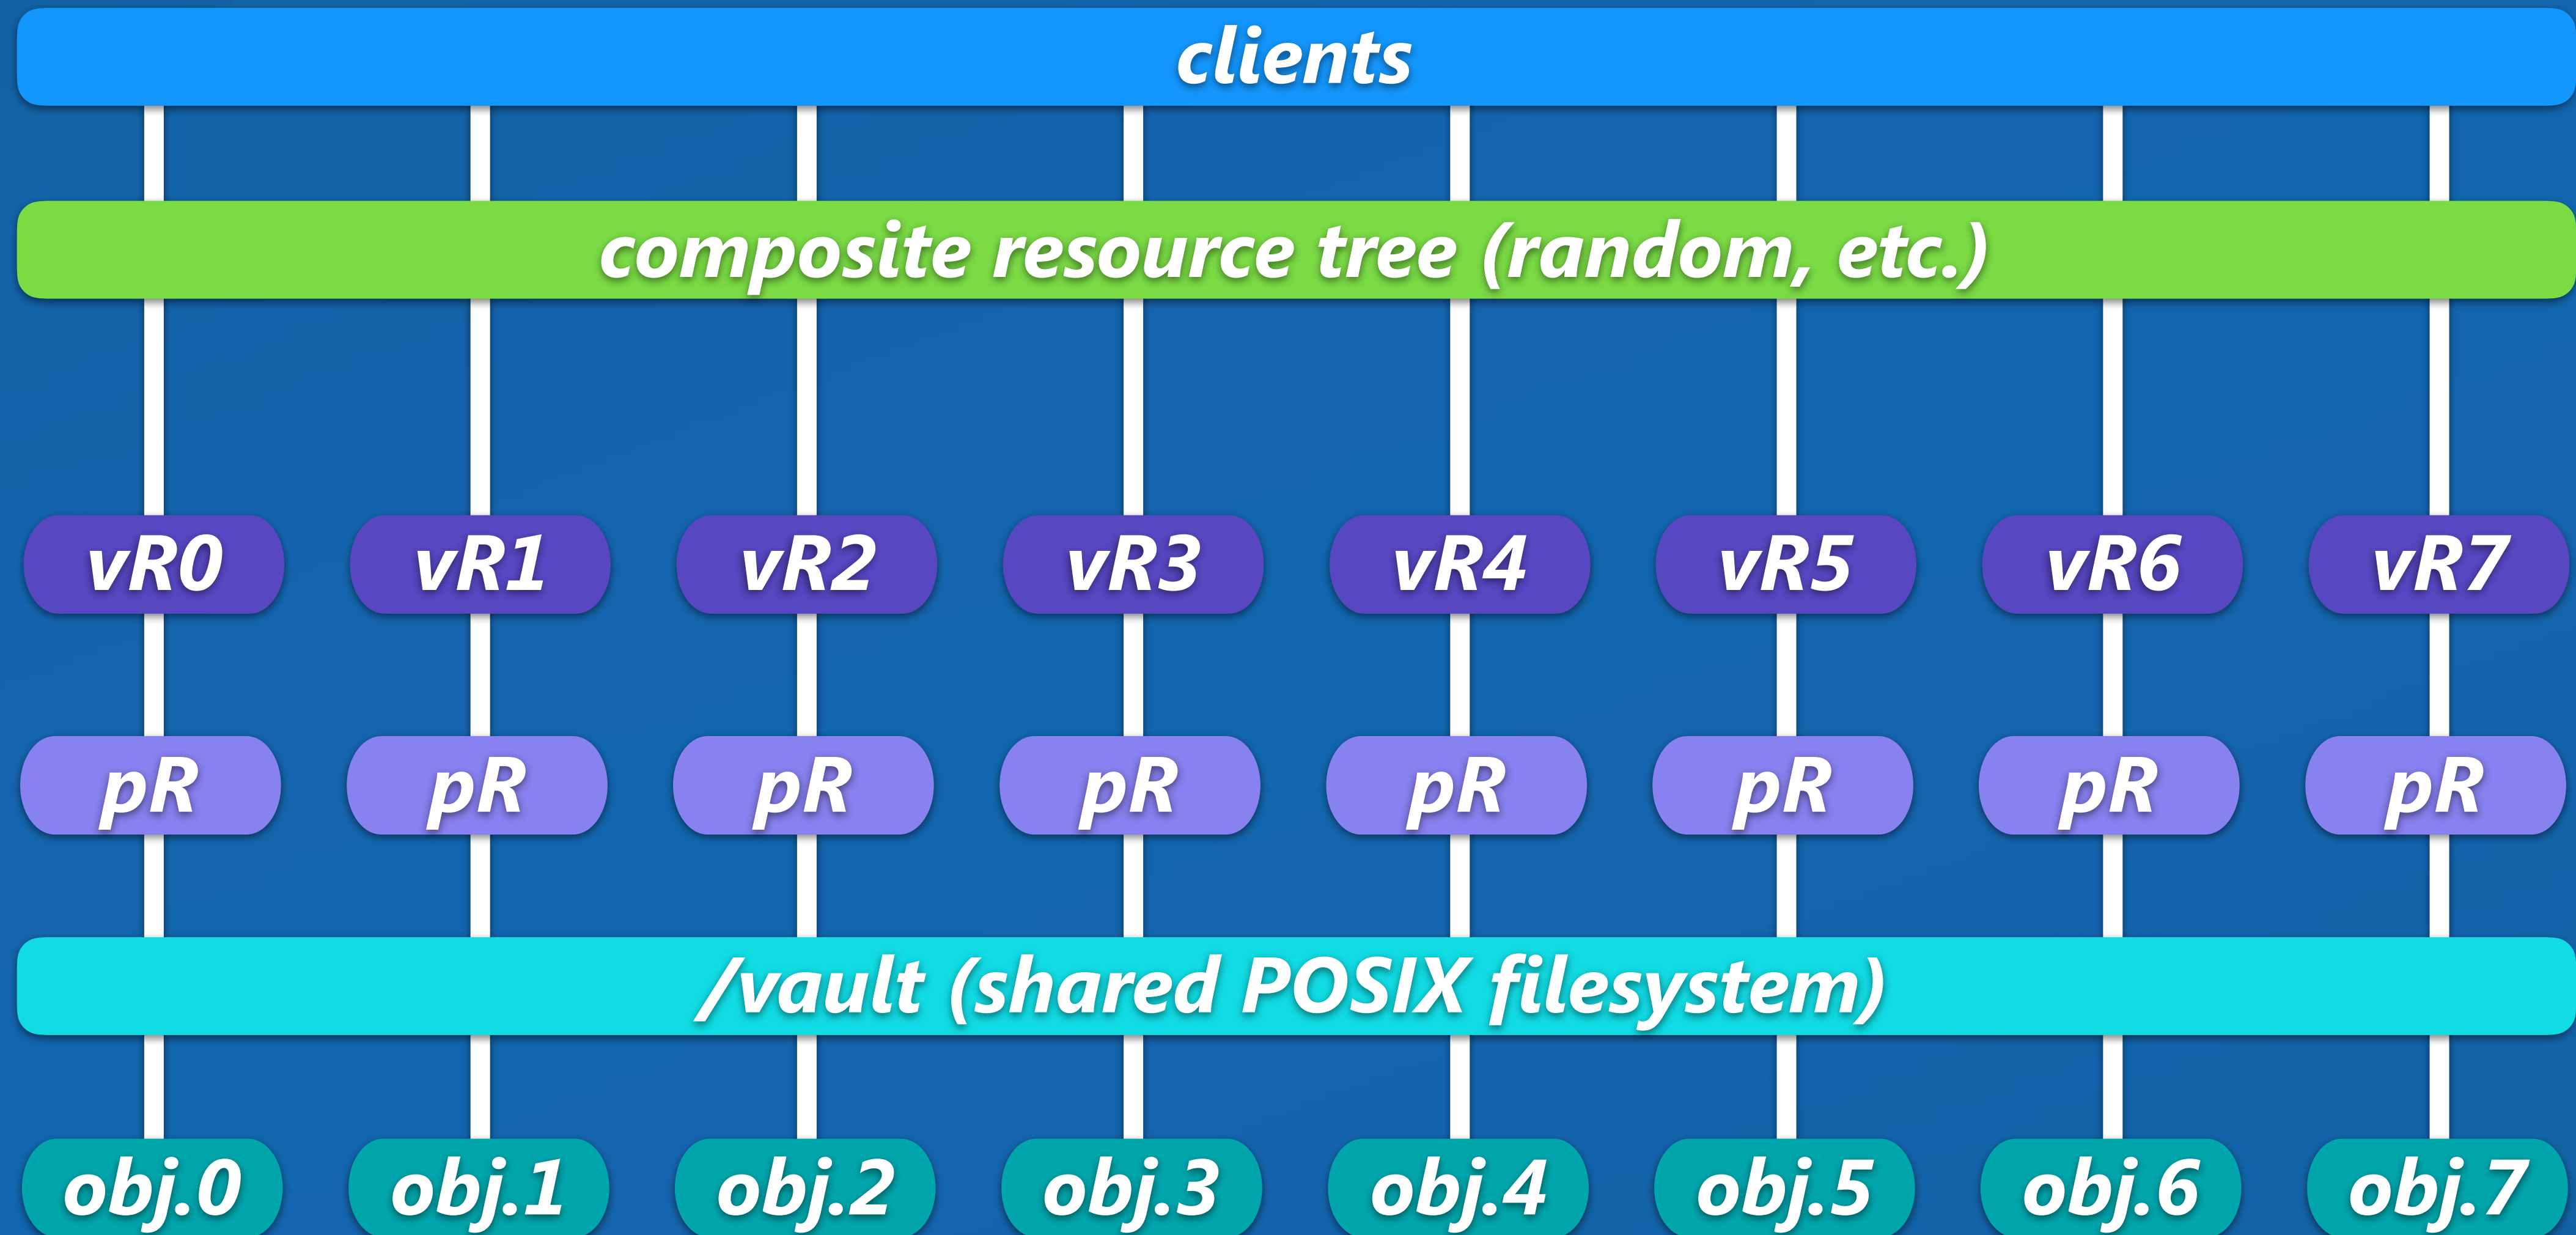 clients
composite resource tree (random, etc.)
vR0 vR1 vR2 vR3 vR4 vR5 vR6 vR7
pR pR pR pR pR pR pR pR
/vault (shared POSIX filesystem)
obj.0 obj.1 obj.2 obj.3 obj.4 obj.5 obj.6 obj.7